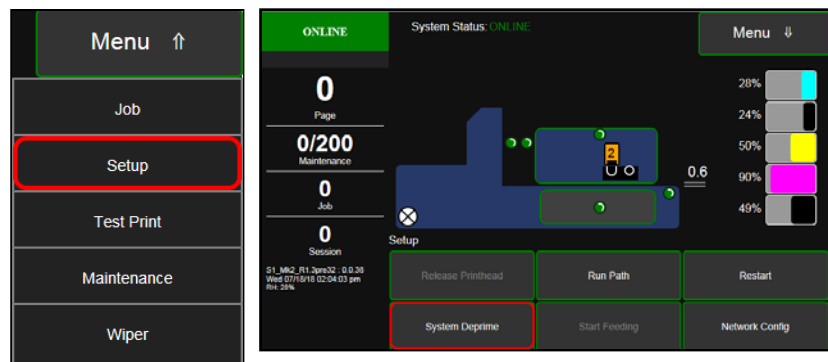 Menu ⇑
Job
Setup
Test Print
Maintenance
Wiper
ONLINE
System Status: ONLINE
Menu ⇓
0
Page
0/200
Maintenance
0
Job
0
Session
S1_Mk2_R1.3pre32 : 0.0.38
Wed 07/18/18 02:04:03 pm
RH: 28%
2
0.6
28%
24%
50%
90%
49%
Setup
Release Printhead
Run Path
Restart
System Deprime
Start Feeding
Network Config